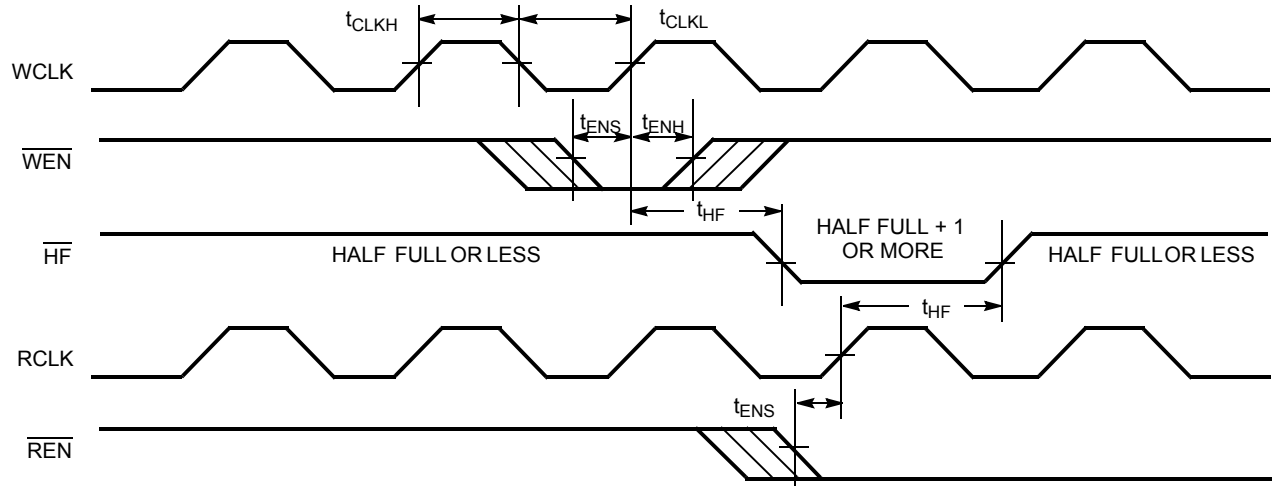 tCLKH
tCLKL
WCLK
tENS
tENH
WEN
tHF
HF
HALF FULL OR LESS
HALF FULL + 1
OR MORE
HALF FULL OR LESS
tHF
RCLK
tENS
REN